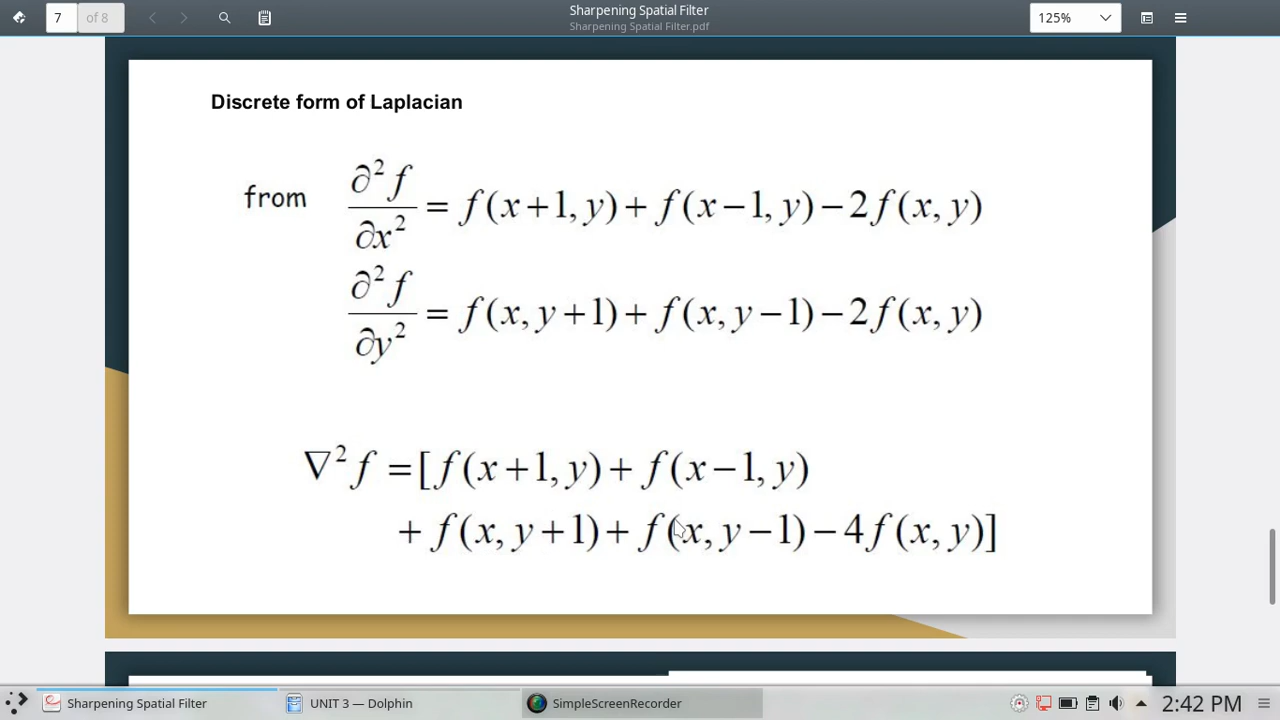 7 of 8
Sharpening Spatial Filter
Sharpening Spatial Filter.pdf
125%
Discrete form of Laplacian
from ∂²f/∂x² = f(x+1, y) + f(x−1, y) − 2f(x, y)
∂²f/∂y² = f(x, y+1) + f(x, y−1) − 2f(x, y)
∇²f = [f(x+1, y) + f(x−1, y)
+ f(x, y+1) + f(x, y−1) − 4f(x, y)]
Sharpening Spatial Filter
UNIT 3 — Dolphin
SimpleScreenRecorder
2:42 PM